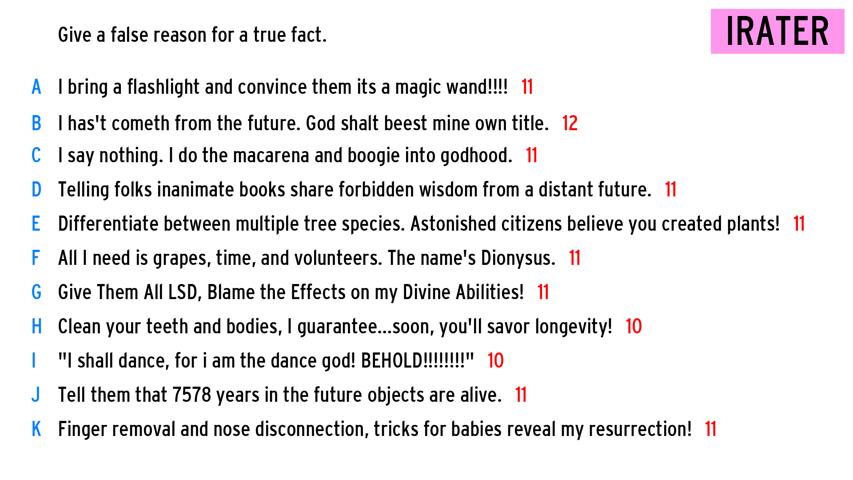 Give a false reason for a true fact.
IRATER
A I bring a flashlight and convince them its a magic wand!!!! 11
B I has't cometh from the future. God shalt beest mine own title. 12
C I say nothing. I do the macarena and boogie into godhood. 11
D Telling folks inanimate books share forbidden wisdom from a distant future. 11
E Differentiate between multiple tree species. Astonished citizens believe you created plants! 11
F All I need is grapes, time, and volunteers. The name's Dionysus. 11
G Give Them All LSD, Blame the Effects on my Divine Abilities! 11
H Clean your teeth and bodies, I guarantee...soon, you'll savor longevity! 10
I "I shall dance, for i am the dance god! BEHOLD!!!!!!!!" 10
J Tell them that 7578 years in the future objects are alive. 11
K Finger removal and nose disconnection, tricks for babies reveal my resurrection! 11